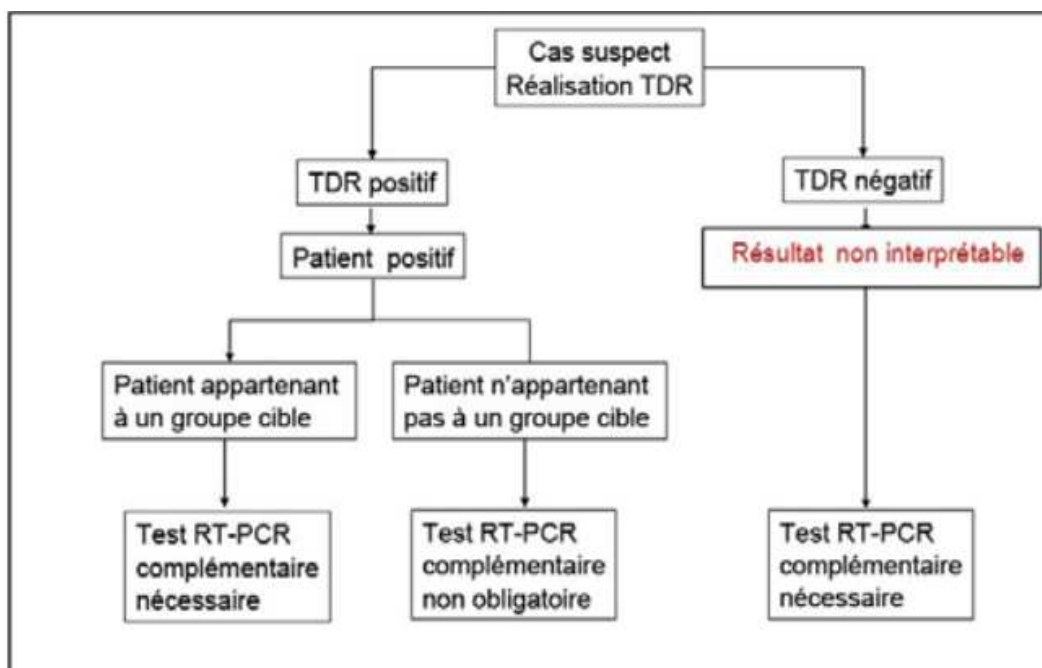 Cas suspect
Réalisation TDR
TDR positif
TDR négatif
Patient positif
Résultat non interprétable
Patient appartenant
à un groupe cible
Patient n'appartenant
pas à un groupe cible
Test RT-PCR
complémentaire
nécessaire
Test RT-PCR
complémentaire
non obligatoire
Test RT-PCR
complémentaire
nécessaire